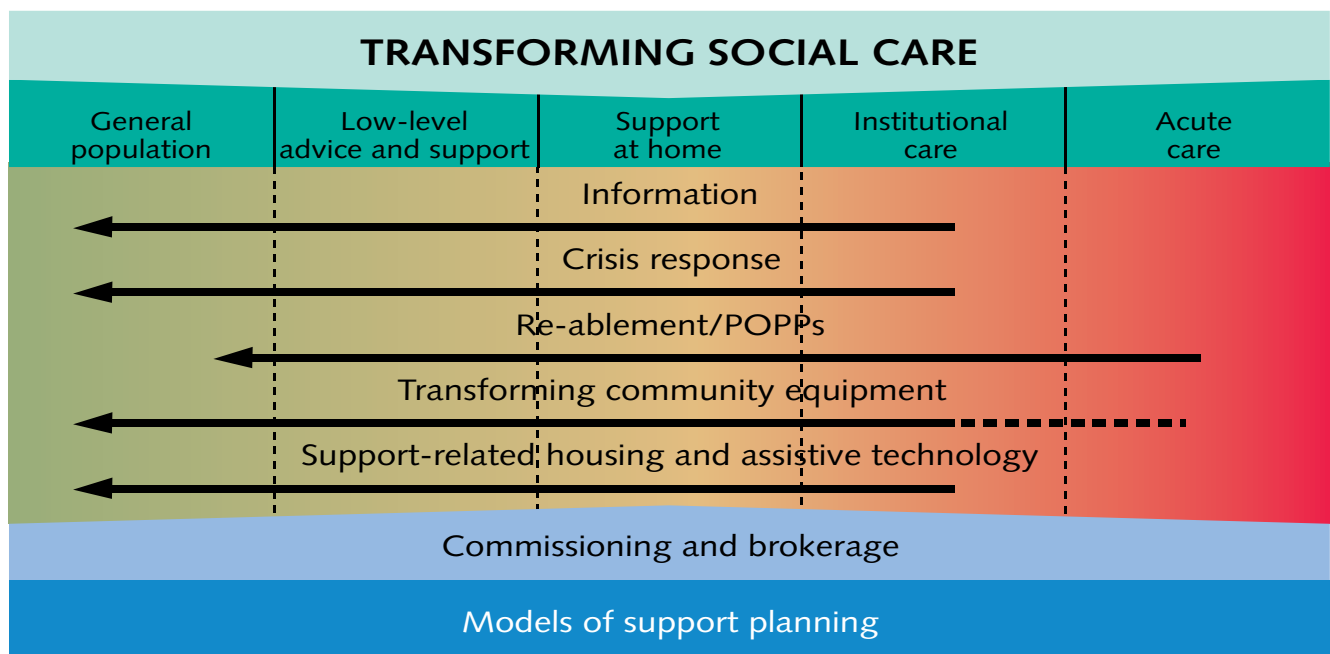 TRANSFORMING SOCIAL CARE
General
population
Low-level
advice and support
Support
at home
Institutional
care
Acute
care
Information
Crisis response
Re-ablement/POPPs
Transforming community equipment
Support-related housing and assistive technology
Commissioning and brokerage
Models of support planning